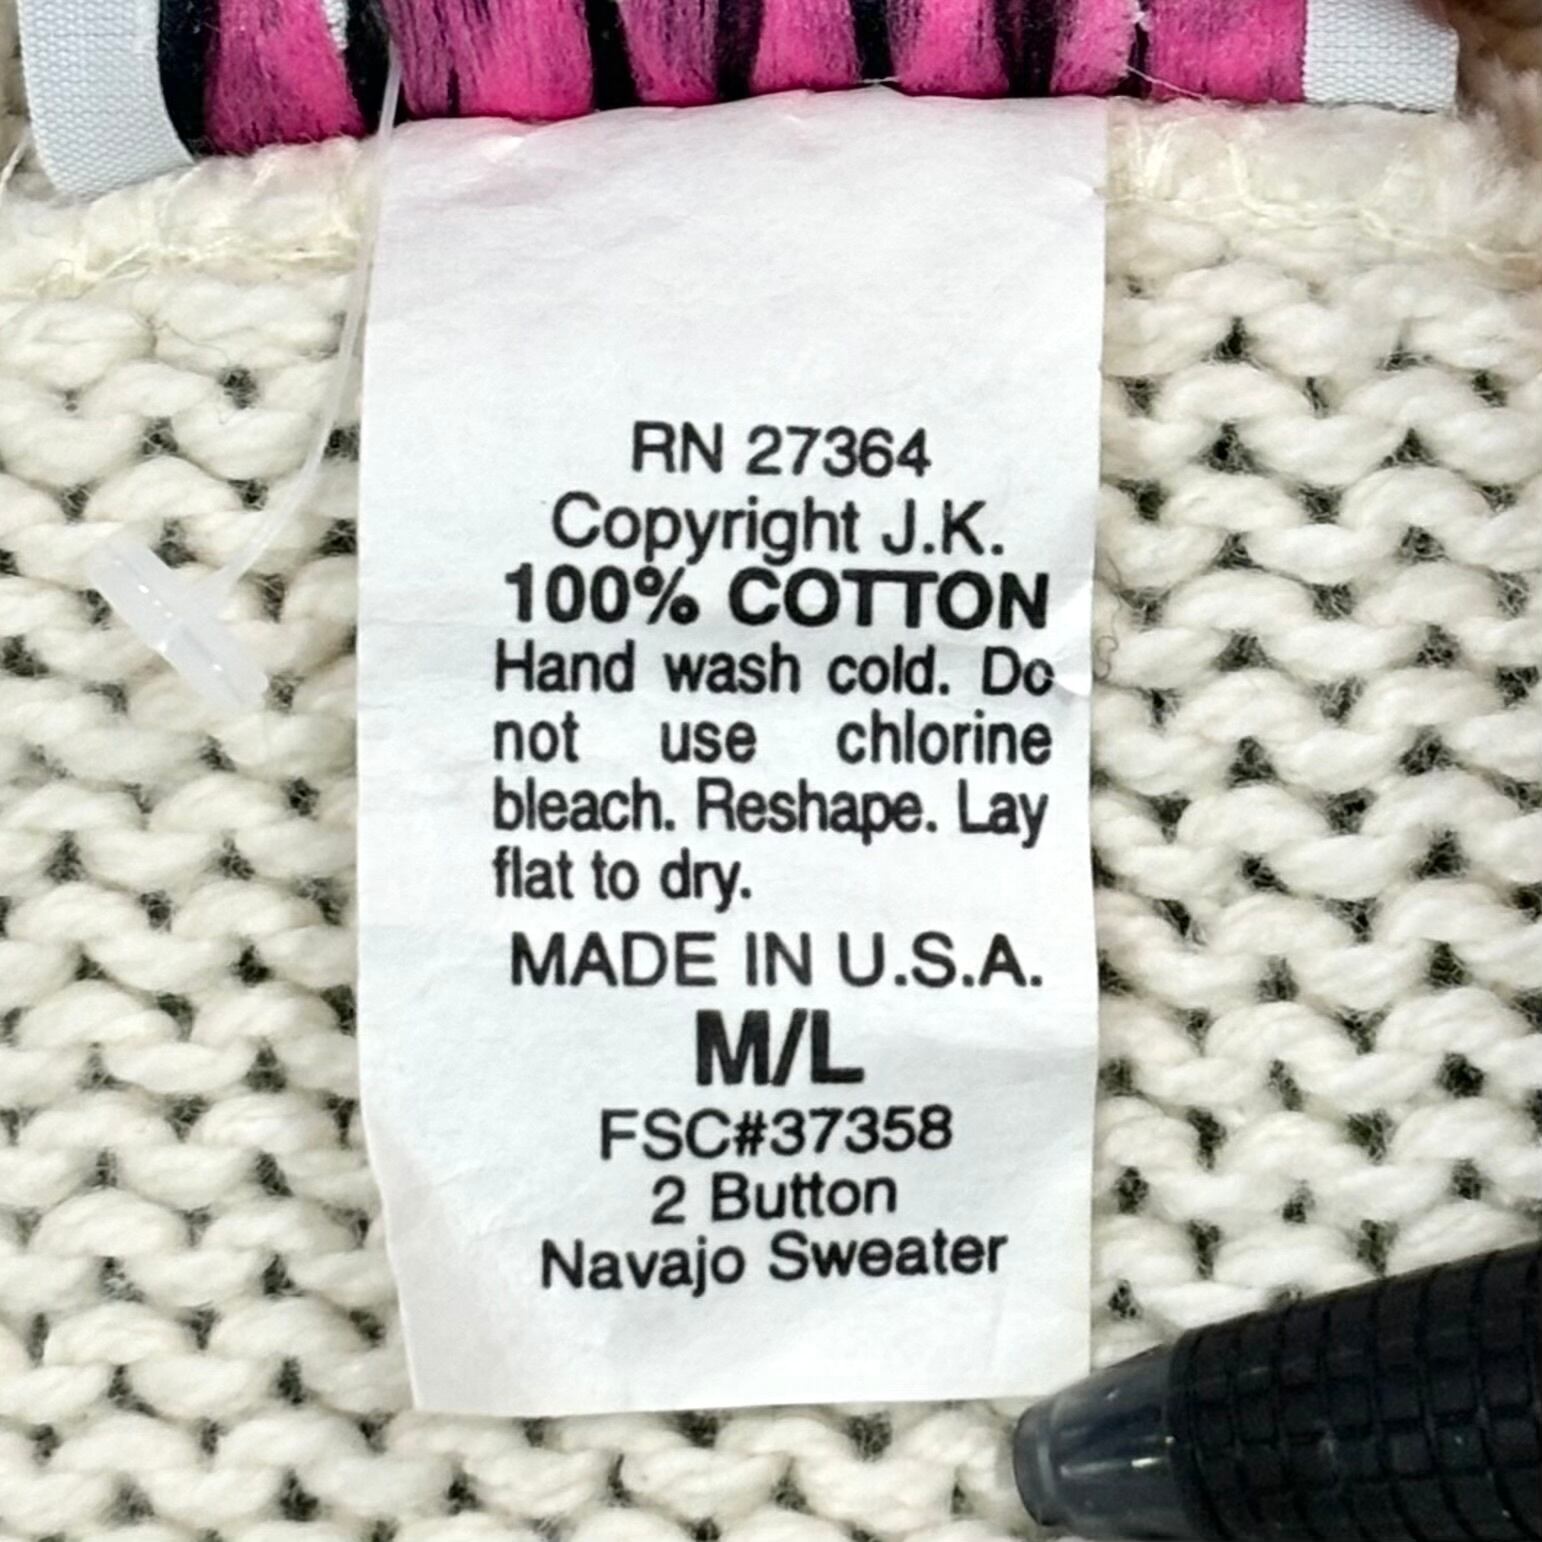 RN 27364
Copyright J.K.
100% COTTON
Hand wash cold. Do
not use chlorine
bleach. Reshape. Lay
flat to dry.
MADE IN U.S.A.
M/L
FSC#37358
2 Button
Navajo Sweater